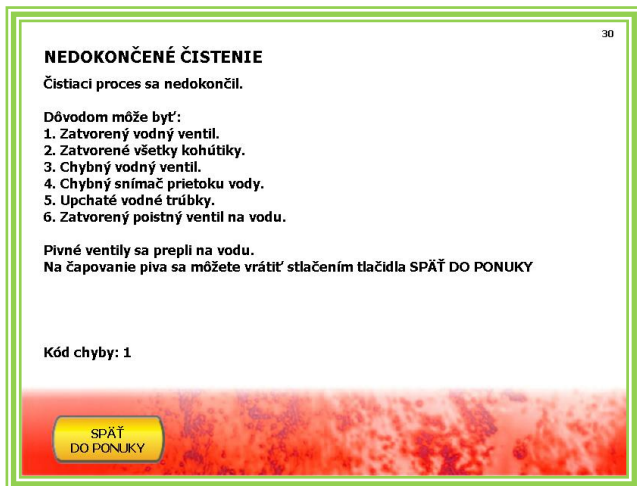 30
NEDOKONČENÉ ČISTENIE
Čistiaci proces sa nedokončil.
Dôvodom môže byť:
1. Zatvorený vodný ventil.
2. Zatvorené všetky kohútiky.
3. Chybný vodný ventil.
4. Chybný snímač prietoku vody.
5. Upchaté vodné trúbky.
6. Zatvorený poistný ventil na vodu.
Pivné ventily sa prepli na vodu.
Na čapovanie piva sa môžete vrátiť stlačením tlačidla SPÄŤ DO PONUKY
Kód chyby: 1
SPÄŤ
DO PONUKY